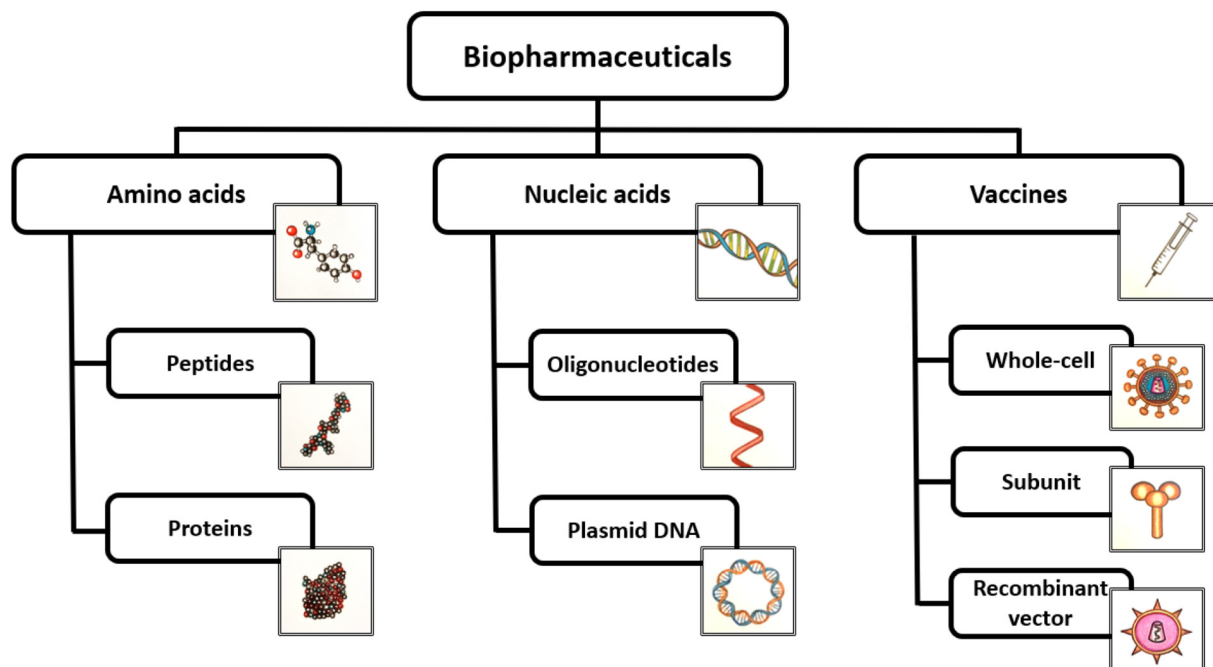 Biopharmaceuticals
Amino acids
Nucleic acids
Vaccines
Peptides
Oligonucleotides
Whole-cell
Proteins
Plasmid DNA
Subunit
Recombinant
vector